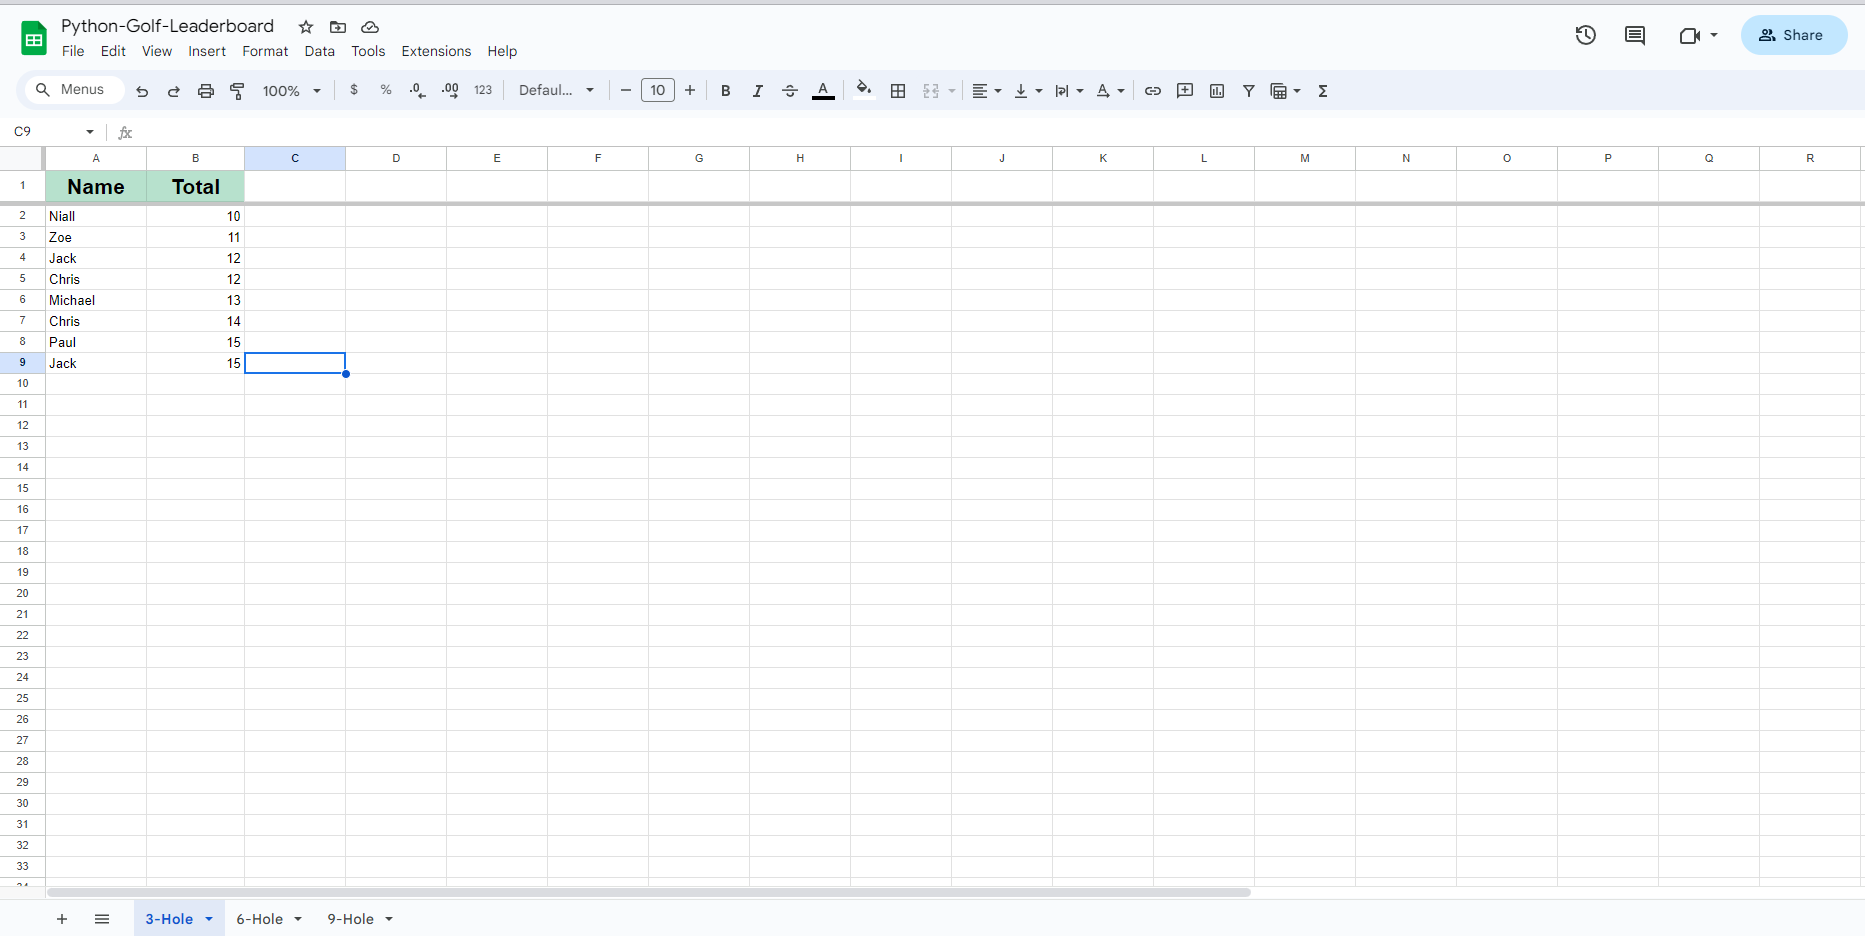 Python-Golf-Leaderboard
File Edit View Insert Format Data Tools Extensions Help
Share
Menus 100% $ % .0 .00 123 Defaul... 10 B I A A Σ
C9 fx
A B C D E F G H I J K L M N O P Q R
1 Name Total
2 Niall 10
3 Zoe 11
4 Jack 12
5 Chris 12
6 Michael 13
7 Chris 14
8 Paul 15
9 Jack 15
10
11
12
13
14
15
16
17
18
19
20
21
22
23
24
25
26
27
28
29
30
31
32
33
3-Hole 6-Hole 9-Hole